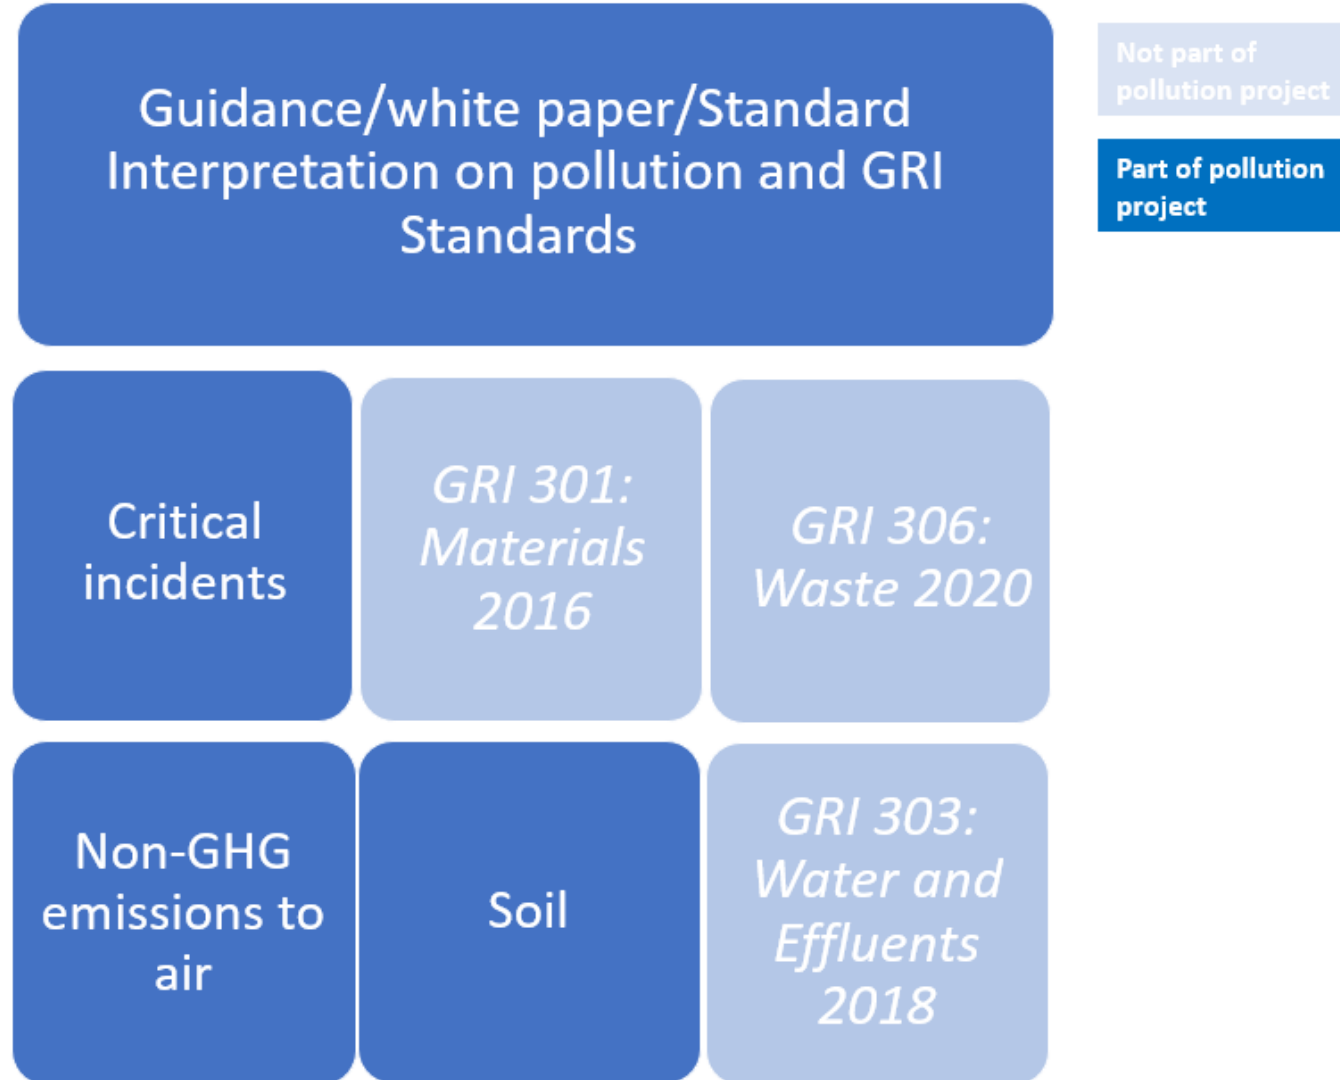 Guidance/white paper/Standard
Interpretation on pollution and GRI
Standards
Not part of
pollution project
Part of pollution
project
Critical
incidents
GRI 301:
Materials
2016
GRI 306:
Waste 2020
Non-GHG
emissions to
air
Soil
GRI 303:
Water and
Effluents
2018